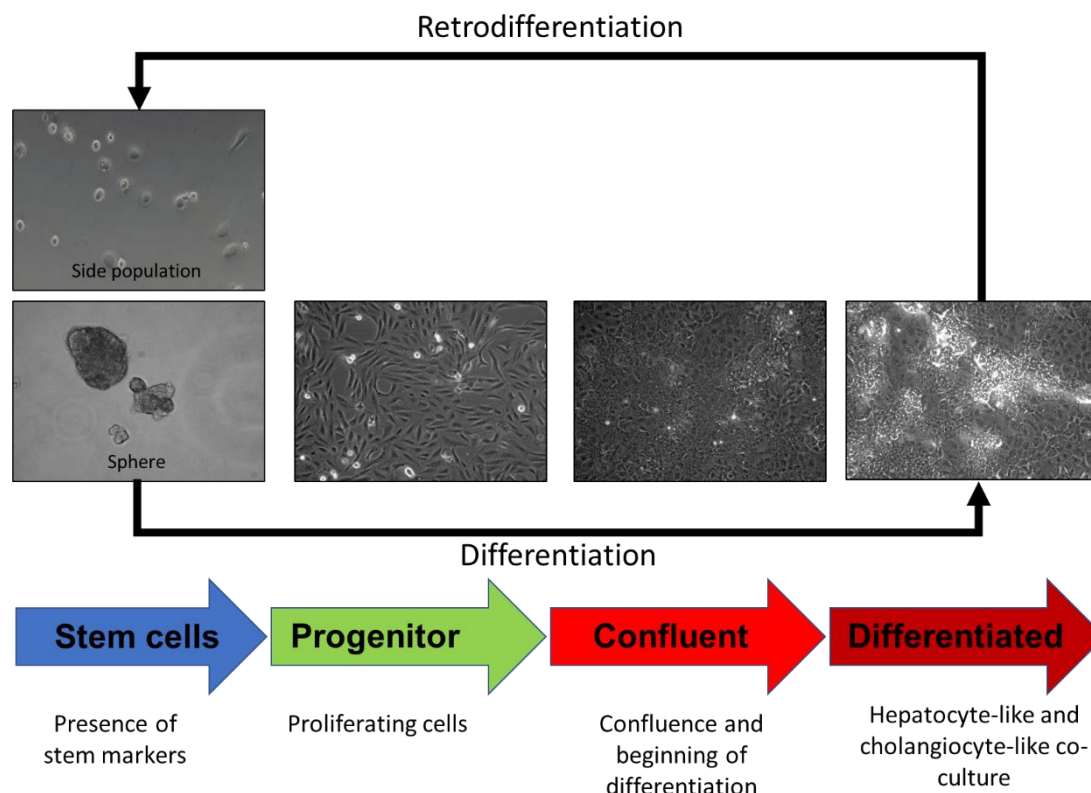 Retrodifferentiation
Side population
Sphere
Differentiation
Stem cells
Progenitor
Confluent
Differentiated
Presence of
stem markers
Proliferating cells
Confluence and
beginning of
differentiation
Hepatocyte-like and
cholangiocyte-like co-
culture